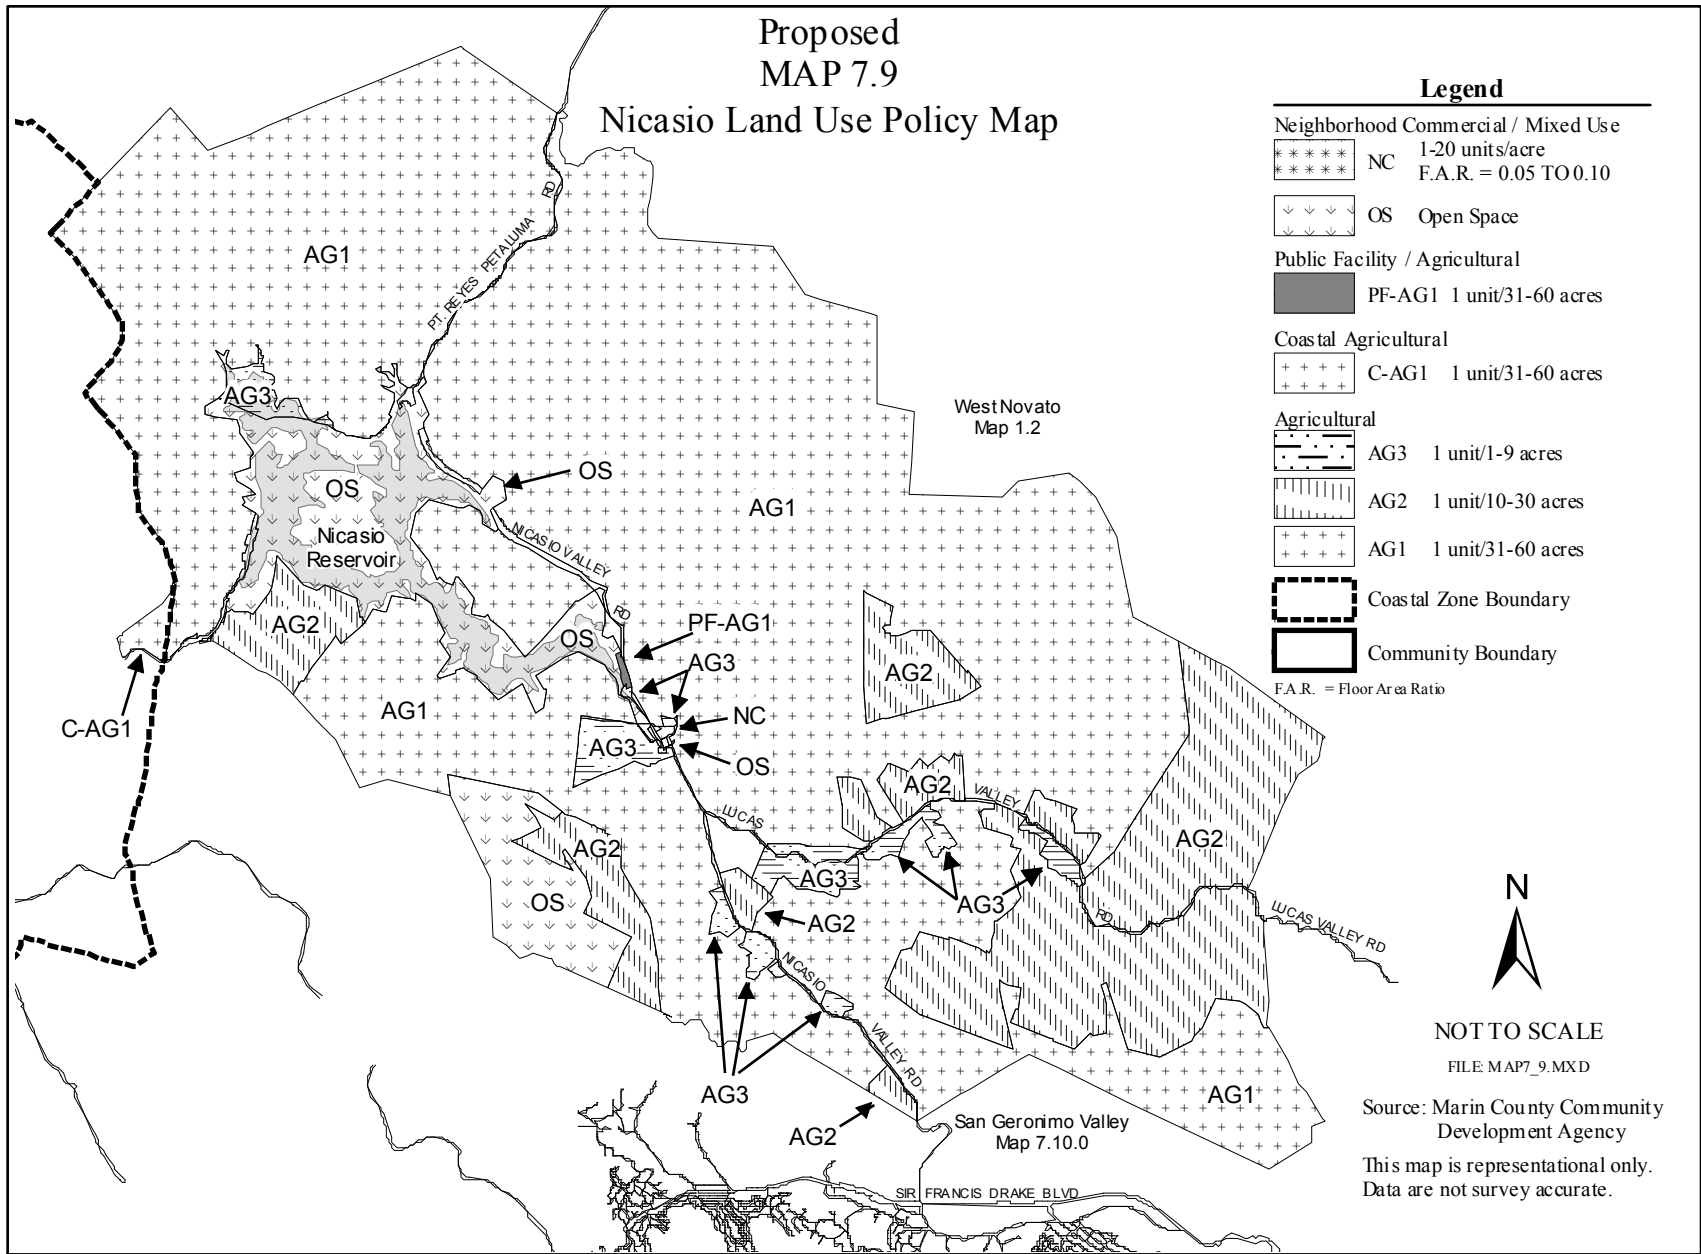 Proposed
MAP 7.9
Nicasio Land Use Policy Map
Legend
Neighborhood Commercial / Mixed Use
NC 1-20 units/acre
F.A.R. = 0.05 TO 0.10
OS Open Space
Public Facility / Agricultural
PF-AG1 1 unit/31-60 acres
Coastal Agricultural
C-AG1 1 unit/31-60 acres
Agricultural
AG3 1 unit/1-9 acres
AG2 1 unit/10-30 acres
AG1 1 unit/31-60 acres
Coastal Zone Boundary
Community Boundary
F.A.R. = Floor Area Ratio
AG1
PT. REYES PETALUMA RD
AG3
West Novato
Map 1.2
OS
OS
AG1
Nicasio
Reservoir
NICASIO VALLEY RD
AG2
OS
PF-AG1
AG3
AG2
AG1
NC
C-AG1
AG3
OS
AG2
VALLEY
LUCAS
AG2
AG2
AG3
OS
AG3
AG2
RD
LUCAS VALLEY RD
NICASIO
VALLEY RD
AG3
AG1
AG2
San Geronimo Valley
Map 7.10.0
SIR FRANCIS DRAKE BLVD
N
NOT TO SCALE
FILE: MAP7_9.MXD
Source: Marin County Community
Development Agency
This map is representational only.
Data are not survey accurate.